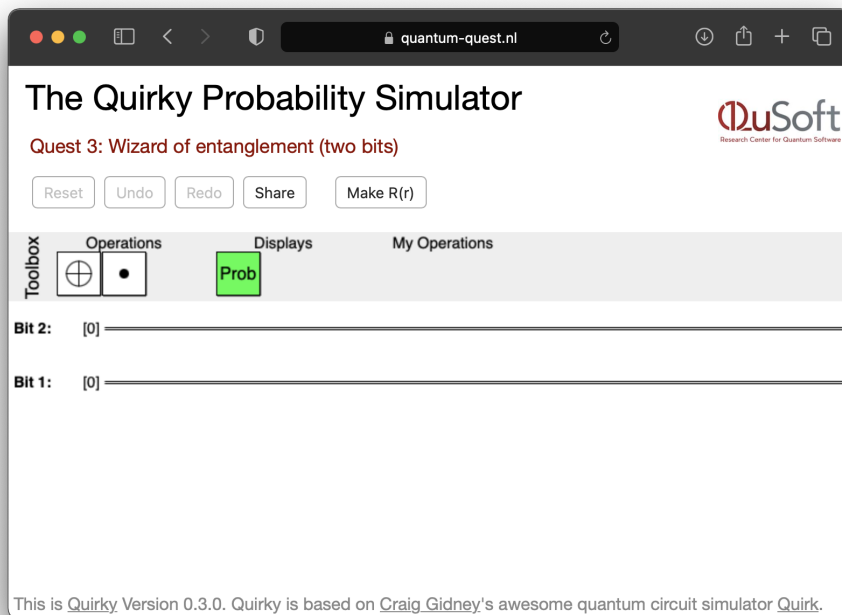 quantum-quest.nl
The Quirky Probability Simulator
QuSoft
Research Center for Quantum Software
Quest 3: Wizard of entanglement (two bits)
Reset Undo Redo Share Make R(r)
Toolbox
Operations Displays My Operations
Prob
Bit 2: [0]
Bit 1: [0]
This is Quirky Version 0.3.0. Quirky is based on Craig Gidney's awesome quantum circuit simulator Quirk.